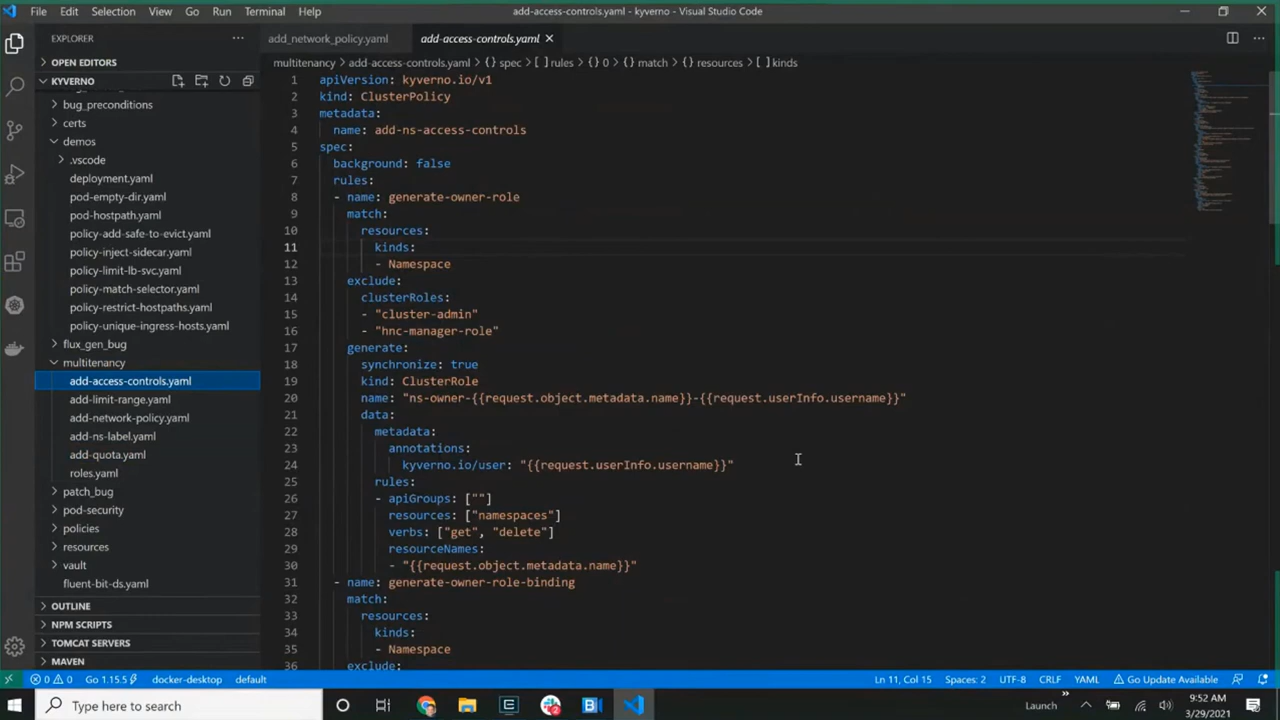 File Edit Selection View Go Run Terminal Help
add-access-controls.yaml - kyverno - Visual Studio Code
EXPLORER
OPEN EDITORS
KYVERNO
bug_preconditions
certs
demos
.vscode
deployment.yaml
pod-empty-dir.yaml
pod-hostpath.yaml
policy-add-safe-to-evict.yaml
policy-inject-sidecar.yaml
policy-limit-lb-svc.yaml
policy-match-selector.yaml
policy-restrict-hostpaths.yaml
policy-unique-ingress-hosts.yaml
flux_gen_bug
multitenancy
add-access-controls.yaml
add-limit-range.yaml
add-network-policy.yaml
add-ns-label.yaml
add-quota.yaml
roles.yaml
patch_bug
pod-security
policies
resources
vault
fluent-bit-ds.yaml
OUTLINE
NPM SCRIPTS
TOMCAT SERVERS
MAVEN
add_network_policy.yaml
add-access-controls.yaml
multitenancy > add-access-controls.yaml > {} spec > [ ] rules > {} 0 > {} match > {} resources > [ ] kinds
1 apiVersion: kyverno.io/v1
2 kind: ClusterPolicy
3 metadata:
4 name: add-ns-access-controls
5 spec:
6 background: false
7 rules:
8 - name: generate-owner-role
9 match:
10 resources:
11 kinds:
12 - Namespace
13 exclude:
14 clusterRoles:
15 - "cluster-admin"
16 - "hnc-manager-role"
17 generate:
18 synchronize: true
19 kind: ClusterRole
20 name: "ns-owner-{{request.object.metadata.name}}-{{request.userInfo.username}}"
21 data:
22 metadata:
23 annotations:
24 kyverno.io/user: "{{request.userInfo.username}}"
25 rules:
26 - apiGroups: [""]
27 resources: ["namespaces"]
28 verbs: ["get", "delete"]
29 resourceNames:
30 - "{{request.object.metadata.name}}"
31 - name: generate-owner-role-binding
32 match:
33 resources:
34 kinds:
35 - Namespace
36 exclude:
0 0 Go 1.15.5 docker-desktop default
Ln 11, Col 15 Spaces: 2 UTF-8 CRLF YAML Go Update Available
Type here to search
Launch
9:52 AM
3/29/2021